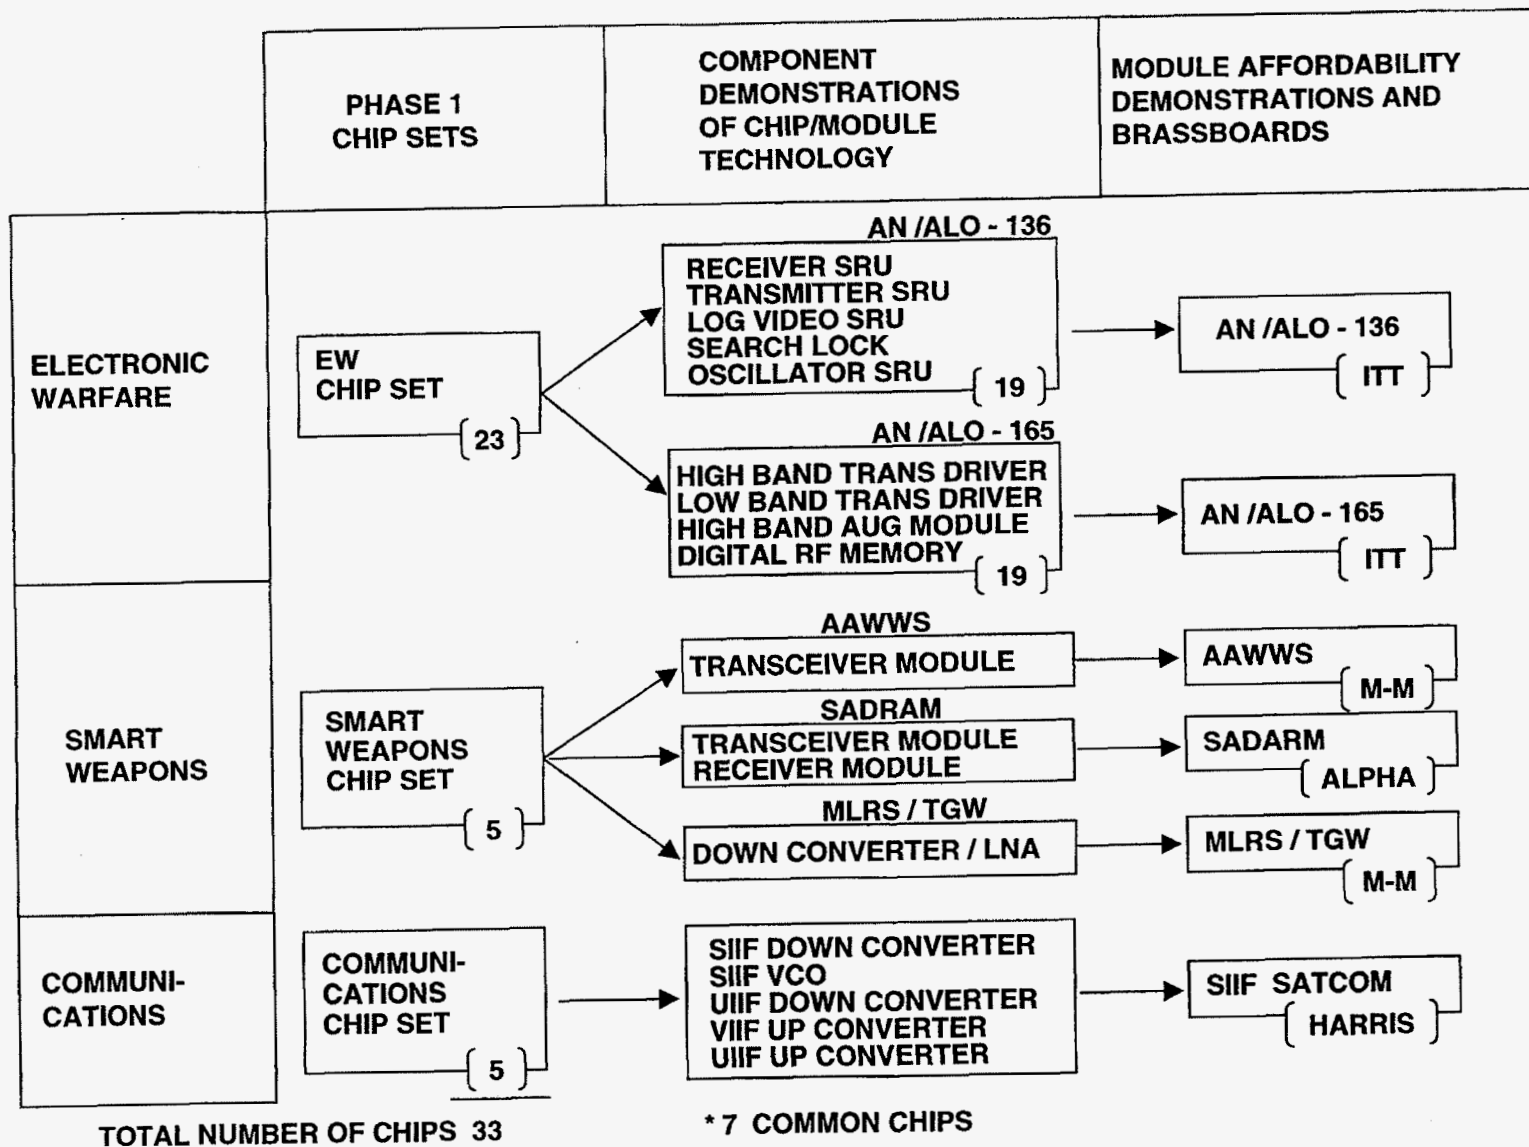 PHASE 1
CHIP SETS
COMPONENT
DEMONSTRATIONS
OF CHIP/MODULE
TECHNOLOGY
MODULE AFFORDABILITY
DEMONSTRATIONS AND
BRASSBOARDS
ELECTRONIC
WARFARE
EW
CHIP SET
23
AN /ALO - 136
RECEIVER SRU
TRANSMITTER SRU
LOG VIDEO SRU
SEARCH LOCK
OSCILLATOR SRU
19
AN /ALO - 136
ITT
AN /ALO - 165
HIGH BAND TRANS DRIVER
LOW BAND TRANS DRIVER
HIGH BAND AUG MODULE
DIGITAL RF MEMORY
19
AN /ALO - 165
ITT
SMART
WEAPONS
SMART
WEAPONS
CHIP SET
5
AAWWS
TRANSCEIVER MODULE
AAWWS
M-M
SADRAM
TRANSCEIVER MODULE
RECEIVER MODULE
SADARM
ALPHA
MLRS / TGW
DOWN CONVERTER / LNA
MLRS / TGW
M-M
COMMUNI-
CATIONS
COMMUNI-
CATIONS
CHIP SET
5
SIIF DOWN CONVERTER
SIIF VCO
UIIF DOWN CONVERTER
VIIF UP CONVERTER
UIIF UP CONVERTER
SIIF SATCOM
HARRIS
TOTAL NUMBER OF CHIPS 33
* 7 COMMON CHIPS